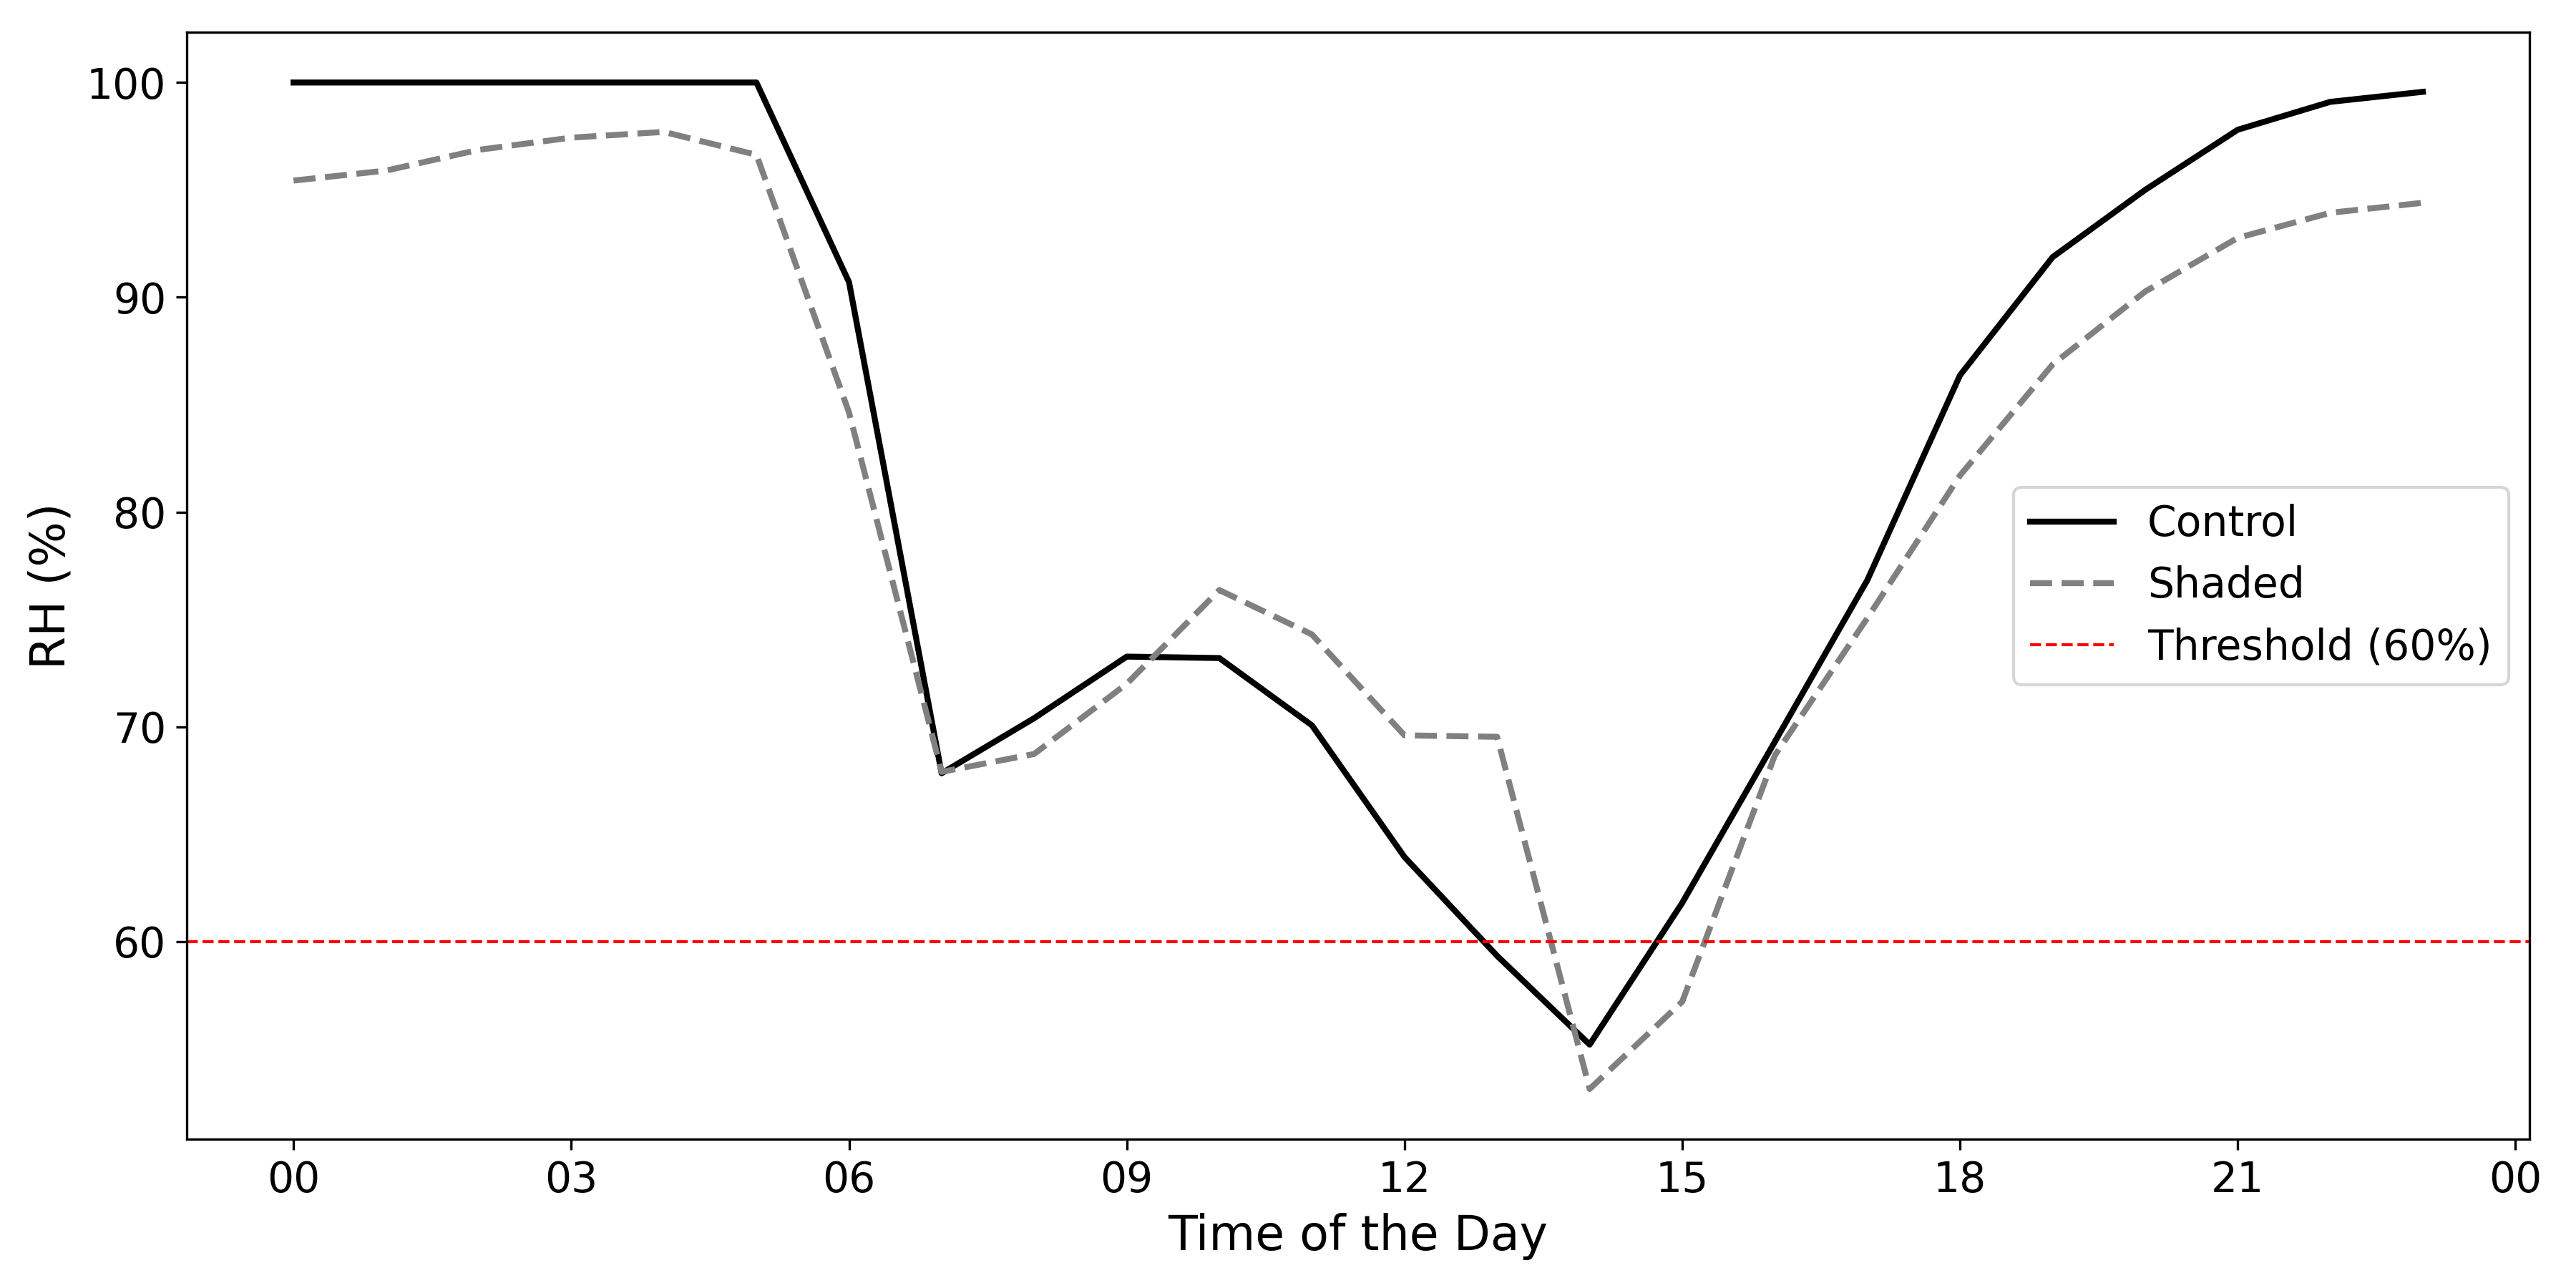 100
90
80
70
60
RH (%)
Control
Shaded
Threshold (60%)
00 03 06 09 12 15 18 21 00
Time of the Day